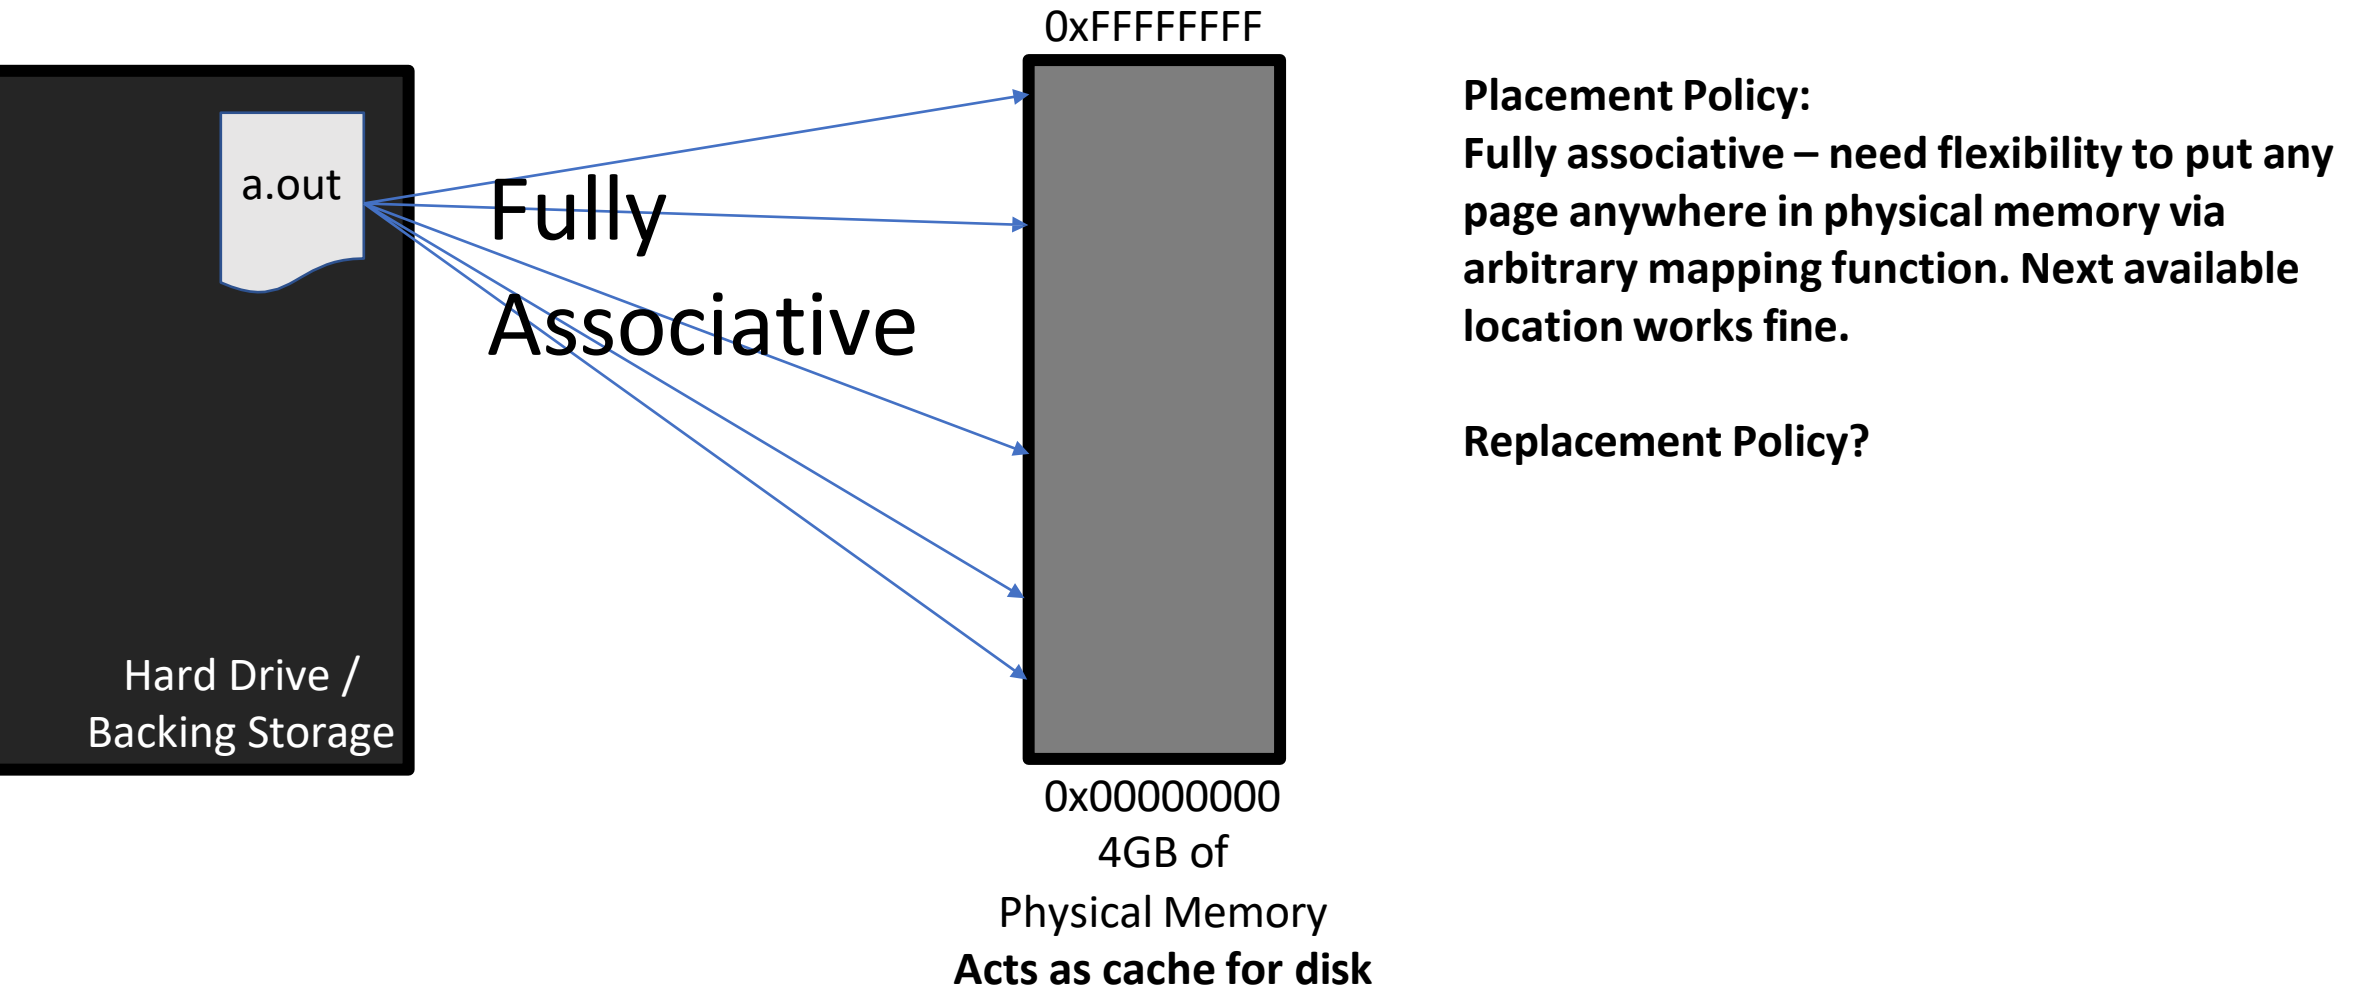 0xFFFFFFFF
a.out
Fully
Associative
Hard Drive /
Backing Storage
0x00000000
4GB of
Physical Memory
Acts as cache for disk
Placement Policy:
Fully associative – need flexibility to put any
page anywhere in physical memory via
arbitrary mapping function. Next available
location works fine.
Replacement Policy?